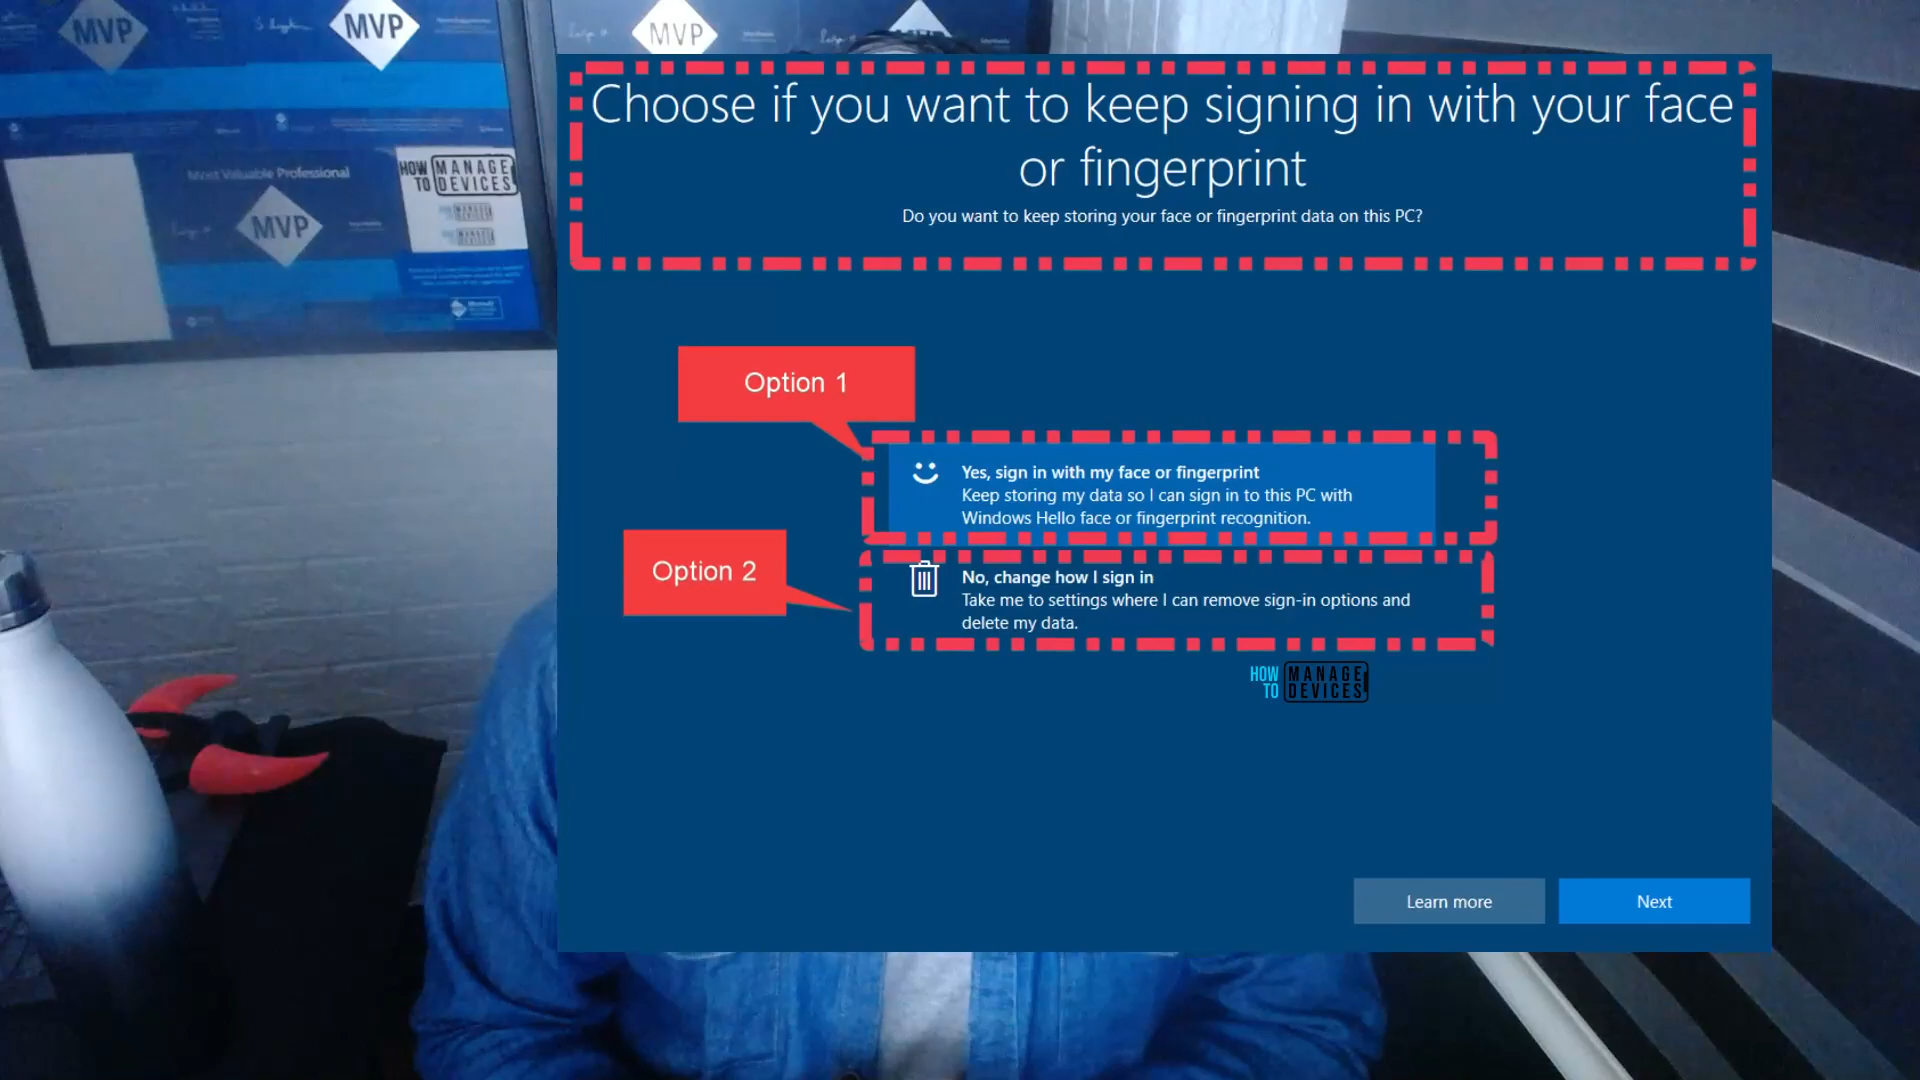 MVP
MVP
MVP
Choose if you want to keep signing in with your face
or fingerprint
Do you want to keep storing your face or fingerprint data on this PC?
Most Valuable Professional
MVP
HOW TO MANAGE DEVICES
Microsoft
Option 1
Yes, sign in with my face or fingerprint
Keep storing my data so I can sign in to this PC with
Windows Hello face or fingerprint recognition.
Option 2
No, change how I sign in
Take me to settings where I can remove sign-in options and
delete my data.
HOW TO MANAGE DEVICES
Learn more
Next